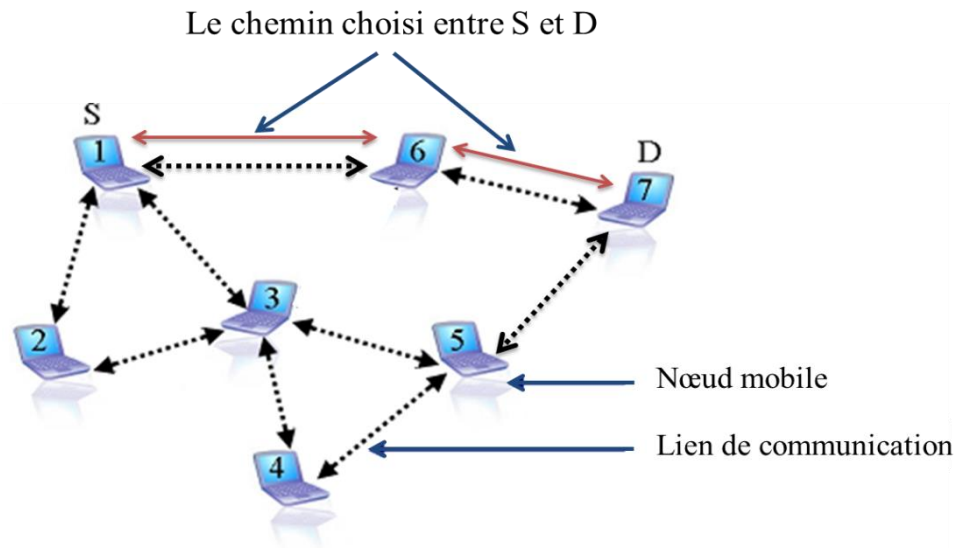 Le chemin choisi entre S et D
S
1
6
D
7
3
2
5
Nœud mobile
Lien de communication
4